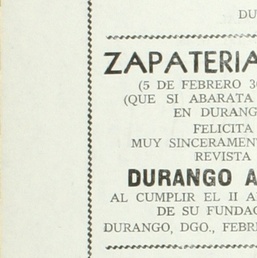 DU
ZAPATERIA
(5 DE FEBRERO 30
(QUE SI ABARATA
EN DURANG
FELICITA
MUY SINCERAMENT
REVISTA
DURANGO A
AL CUMPLIR EL II A
DE SU FUNDAC
DURANGO, DGO., FEBR